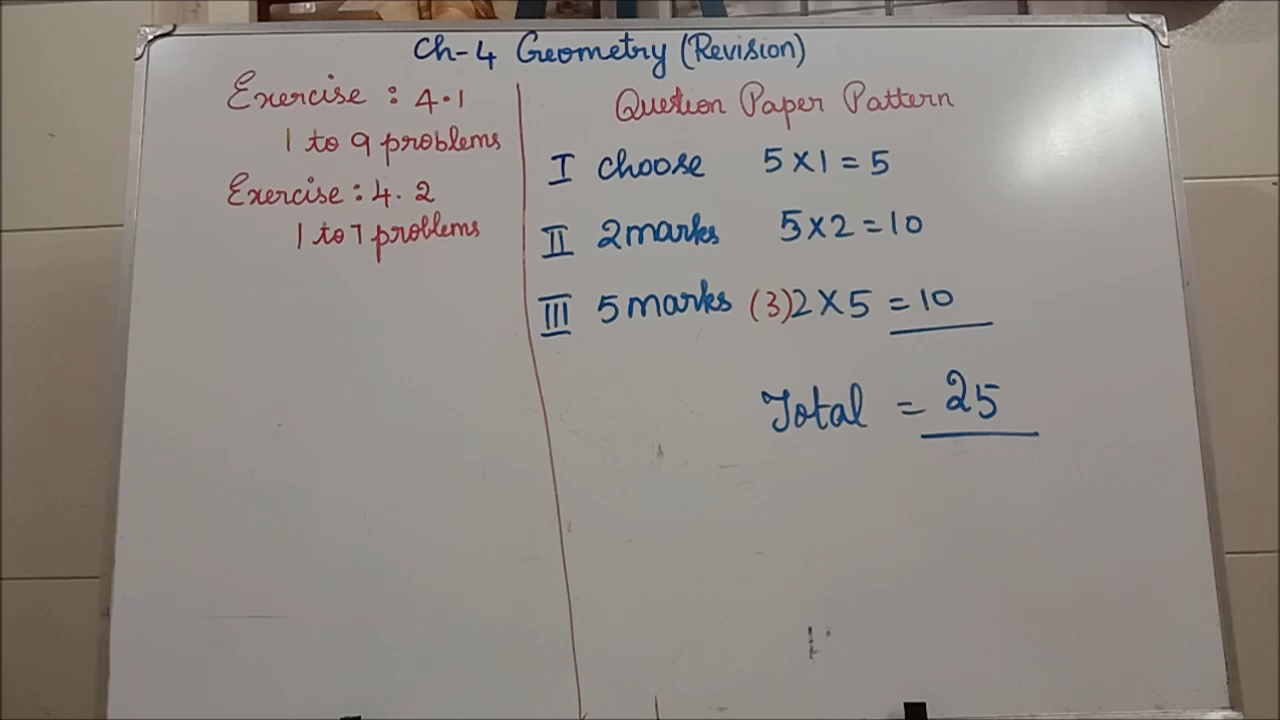 Ch-4 Geometry (Revision)
Exercise : 4.1
1 to 9 problems
Exercise : 4.2
1 to 7 problems
Question Paper Pattern
I choose 5 X 1 = 5
II 2 marks 5 X 2 = 10
III 5 marks (3) 2 X 5 = 10
Total = 25